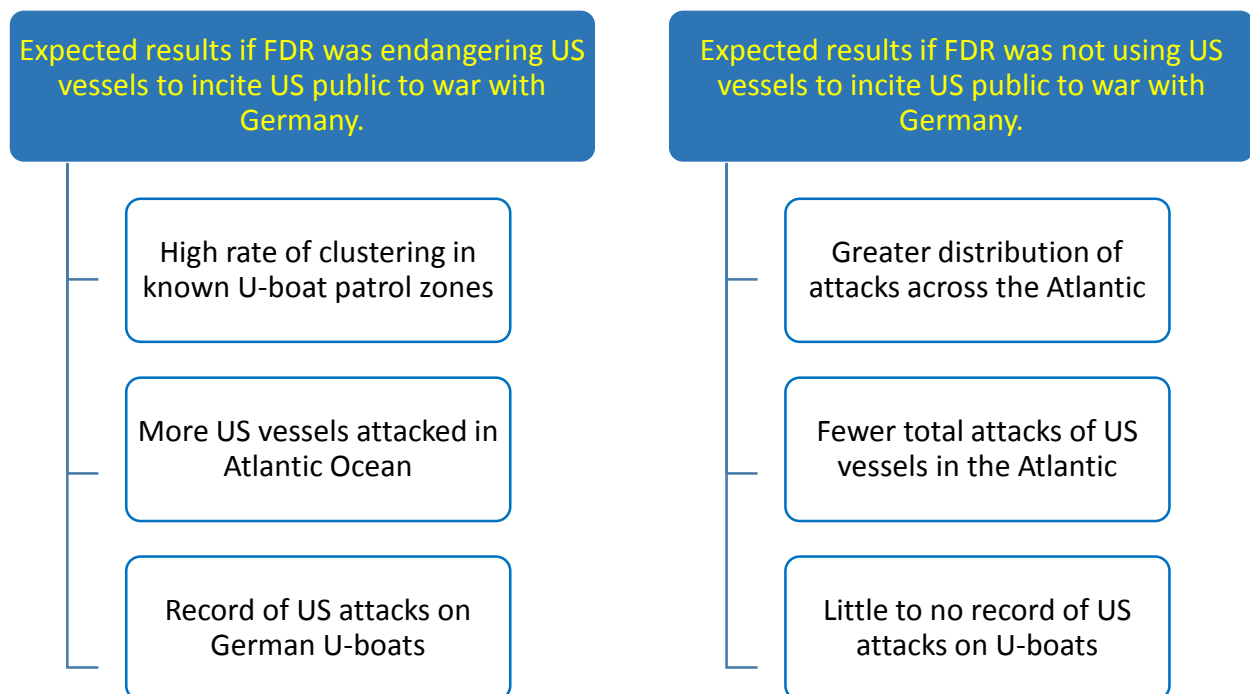 Expected results if FDR was endangering US
vessels to incite US public to war with
Germany.
High rate of clustering in
known U-boat patrol zones
More US vessels attacked in
Atlantic Ocean
Record of US attacks on
German U-boats
Expected results if FDR was not using US
vessels to incite US public to war with
Germany.
Greater distribution of
attacks across the Atlantic
Fewer total attacks of US
vessels in the Atlantic
Little to no record of US
attacks on U-boats